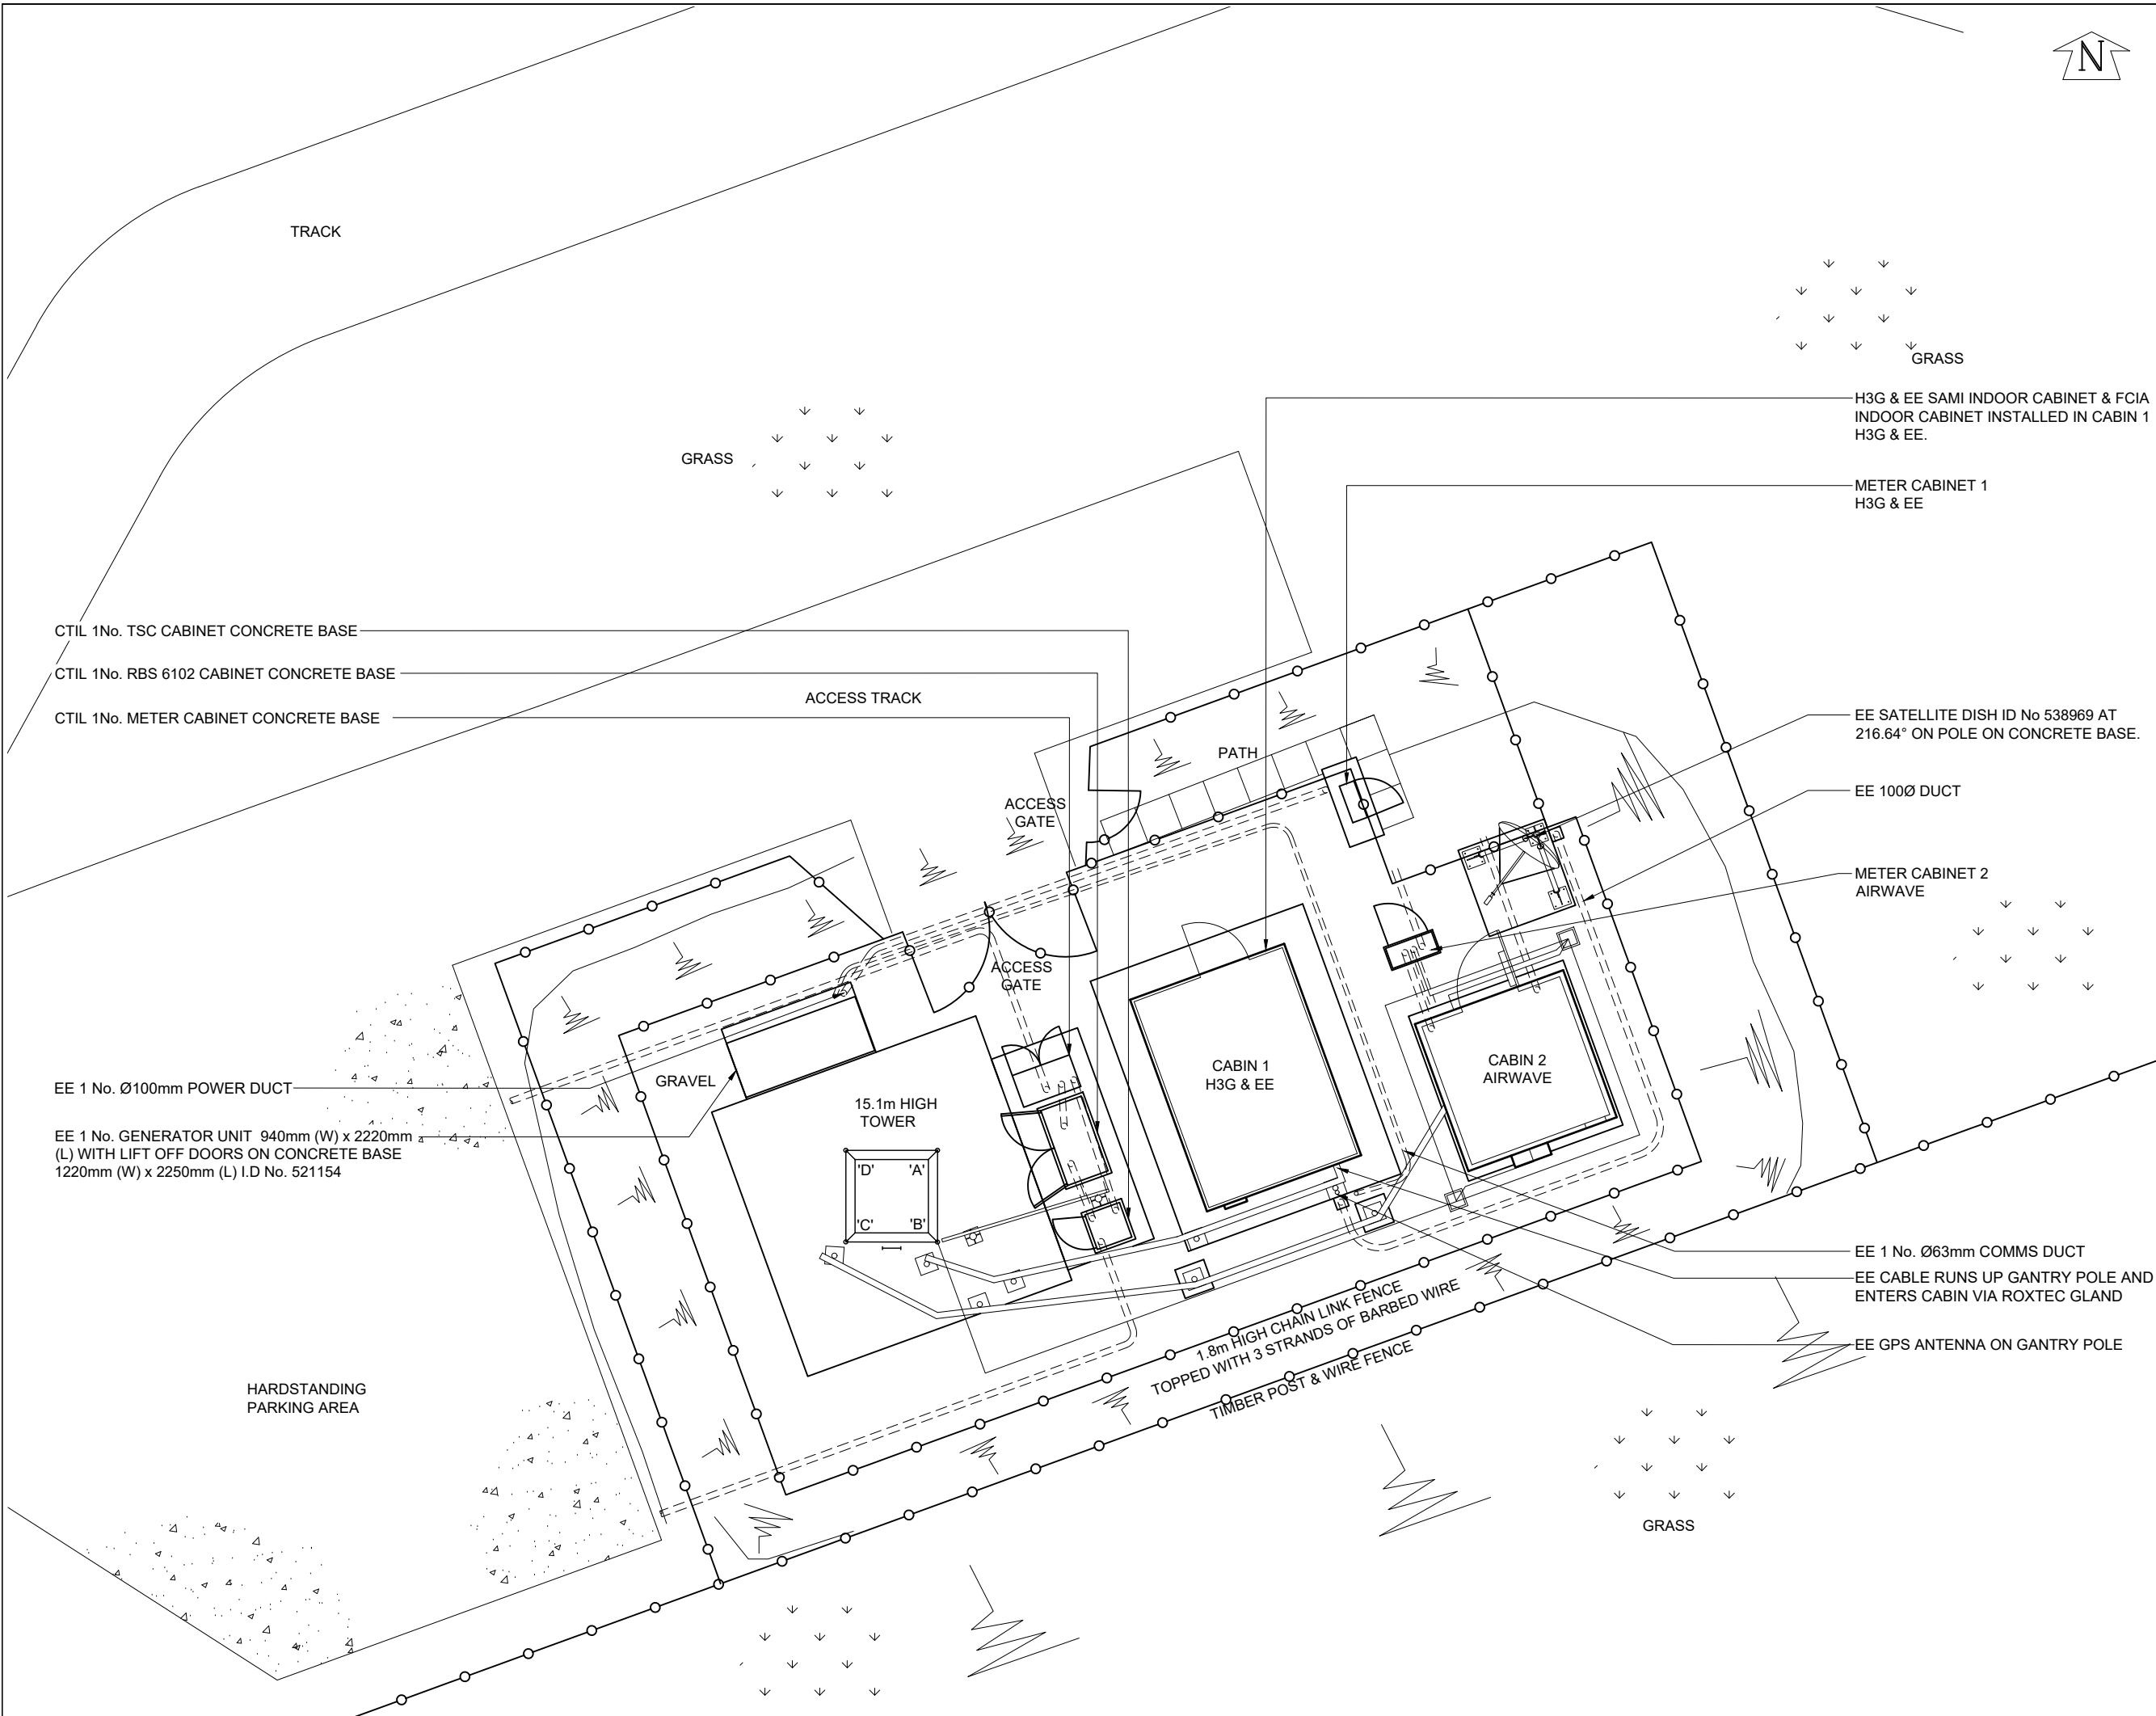 N
TRACK
GRASS
H3G & EE SAMI INDOOR CABINET & FCIA
INDOOR CABINET INSTALLED IN CABIN 1
H3G & EE.
GRASS
METER CABINET 1
H3G & EE
CTIL 1No. TSC CABINET CONCRETE BASE
CTIL 1No. RBS 6102 CABINET CONCRETE BASE
CTIL 1No. METER CABINET CONCRETE BASE
ACCESS TRACK
EE SATELLITE DISH ID No 538969 AT
216.64° ON POLE ON CONCRETE BASE.
PATH
EE 100Ø DUCT
ACCESS
GATE
METER CABINET 2
AIRWAVE
ACCESS
GATE
CABIN 1
H3G & EE
CABIN 2
AIRWAVE
EE 1 No. Ø100mm POWER DUCT
GRAVEL
15.1m HIGH
TOWER
EE 1 No. GENERATOR UNIT 940mm (W) x 2220mm
(L) WITH LIFT OFF DOORS ON CONCRETE BASE
1220mm (W) x 2250mm (L) I.D No. 521154
'D' 'A'
'C' 'B'
EE 1 No. Ø63mm COMMS DUCT
EE CABLE RUNS UP GANTRY POLE AND
ENTERS CABIN VIA ROXTEC GLAND
EE GPS ANTENNA ON GANTRY POLE
1.8m HIGH CHAIN LINK FENCE
TOPPED WITH 3 STRANDS OF BARBED WIRE
TIMBER POST & WIRE FENCE
HARDSTANDING
PARKING AREA
GRASS